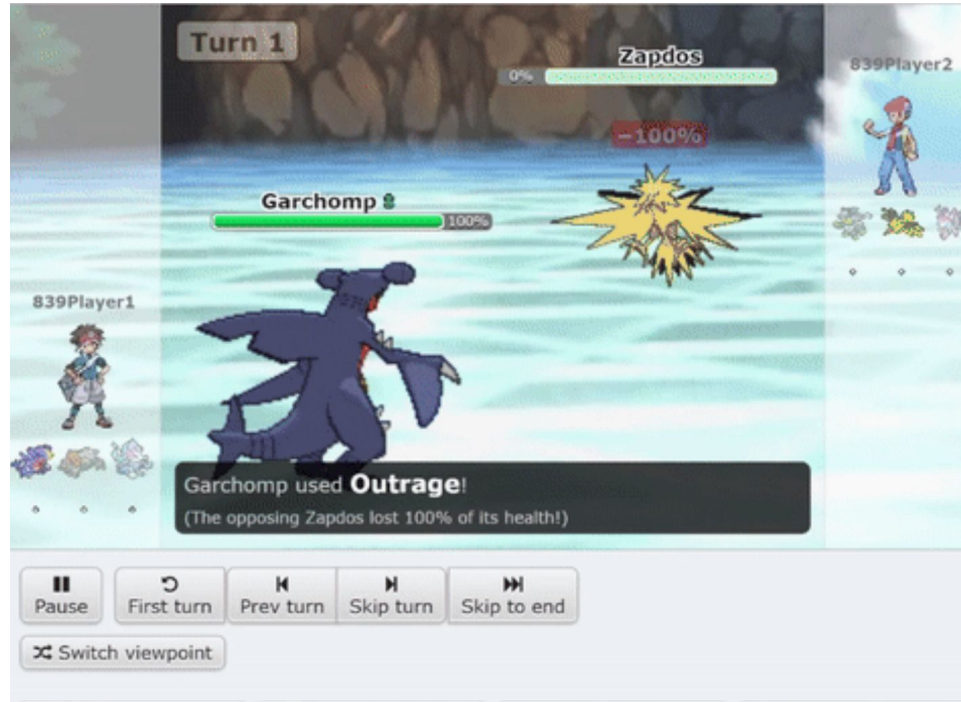 Turn 1
Zapdos
0%
839Player2
-100%
Garchomp
100%
839Player1
Garchomp used Outrage!
(The opposing Zapdos lost 100% of its health!)
Pause
First turn
Prev turn
Skip turn
Skip to end
Switch viewpoint